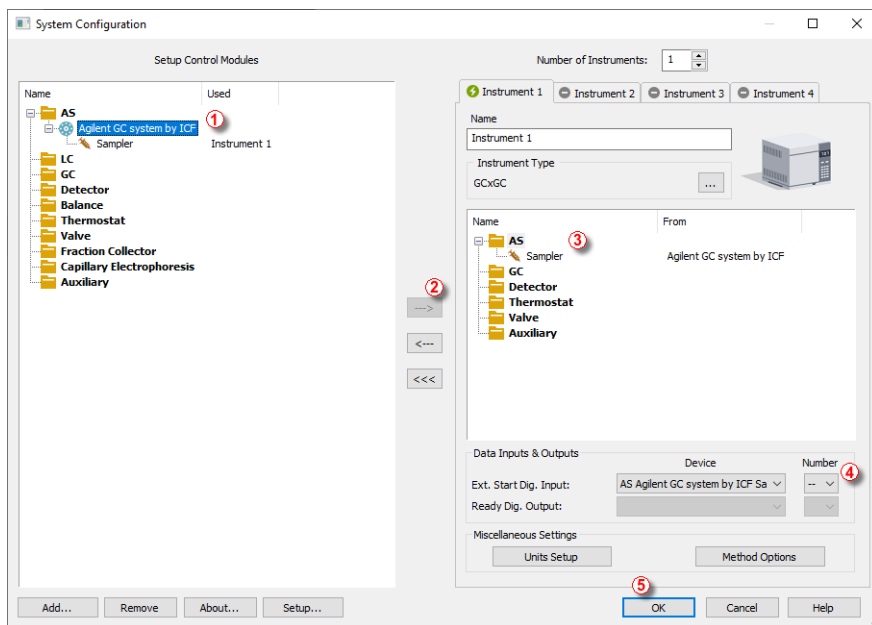 System Configuration
Setup Control Modules
Number of Instruments: 1
Name Used
AS
Agilent GC system by ICF ①
Sampler Instrument 1
LC
GC
Detector
Balance
Thermostat
Valve
Fraction Collector
Capillary Electrophoresis
Auxiliary
②
--->
<---
<<<
Instrument 1 Instrument 2 Instrument 3 Instrument 4
Name
Instrument 1
Instrument Type
GCxGC ...
Name From
AS ③
Sampler Agilent GC system by ICF
GC
Detector
Thermostat
Valve
Auxiliary
Data Inputs & Outputs
Device Number
Ext. Start Dig. Input: AS Agilent GC system by ICF Sa -- ④
Ready Dig. Output:
Miscellaneous Settings
Units Setup Method Options
⑤
Add... Remove About... Setup... OK Cancel Help